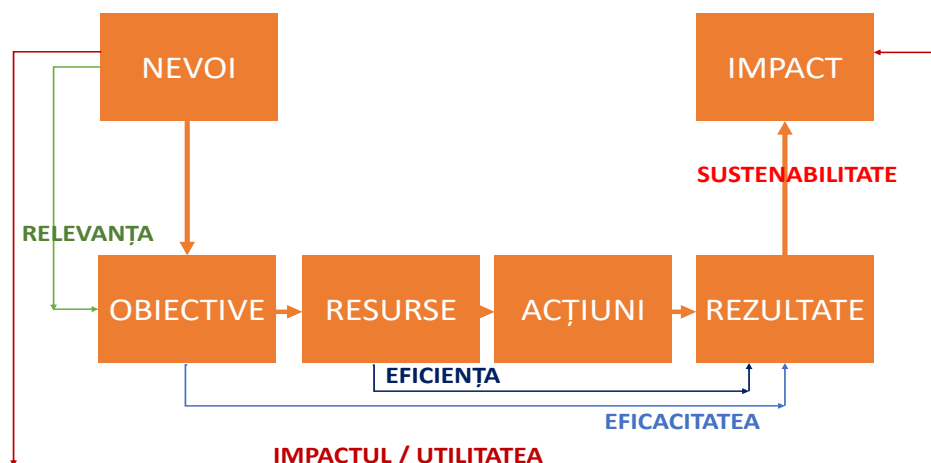 NEVOI
IMPACT
SUSTENABILITATE
RELEVANȚA
OBIECTIVE
RESURSE
ACȚIUNI
REZULTATE
EFICIENȚA
EFICACITATEA
IMPACTUL / UTILITATEA